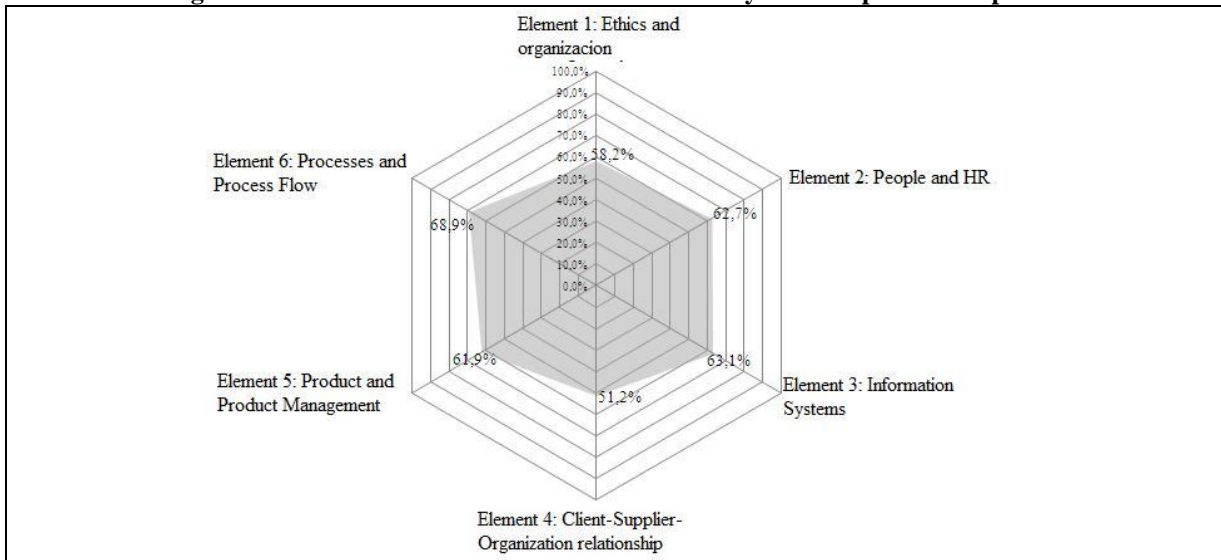 Element 1: Ethics and
organizacion
100,0%
90,0%
80,0%
70,0%
60,0%
58,2%
50,0%
40,0%
30,0%
20,0%
10,0%
0,0%
Element 2: People and HR
62,7%
63,1%
Element 3: Information
Systems
51,2%
Element 4: Client-Supplier-
Organization relationship
61,9%
Element 5: Product and
Product Management
Element 6: Processes and
Process Flow
68,9%